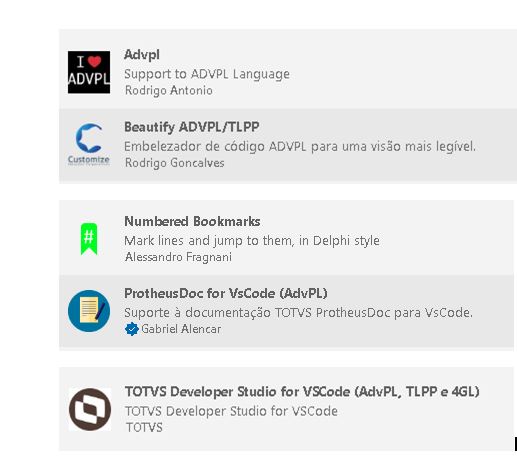 I ❤ ADVPL
Advpl
Support to ADVPL Language
Rodrigo Antonio
Customize
Beautify ADVPL/TLPP
Embelezador de código ADVPL para uma visão mais legível.
Rodrigo Goncalves
#
Numbered Bookmarks
Mark lines and jump to them, in Delphi style
Alessandro Fragnani
ProtheusDoc for VsCode (AdvPL)
Suporte à documentação TOTVS ProtheusDoc para VsCode.
Gabriel Alencar
TOTVS Developer Studio for VSCode (AdvPL, TLPP e 4GL)
TOTVS Developer Studio for VSCode
TOTVS